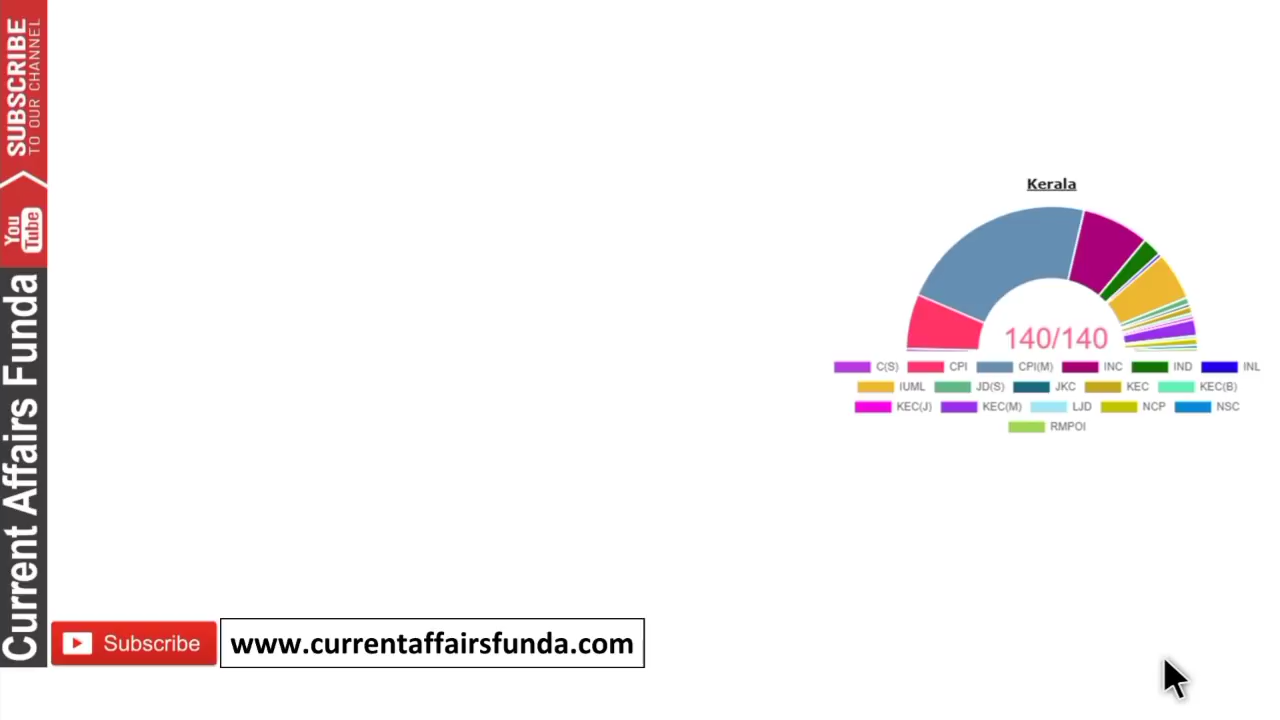 SUBSCRIBE
TO OUR CHANNEL
You Tube
Current Affairs Funda
Kerala
140/140
C(S) CPI CPI(M) INC IND INL
IUML JD(S) JKC KEC KEC(B)
KEC(J) KEC(M) LJD NCP NSC
RMPOI
Subscribe
www.currentaffairsfunda.com